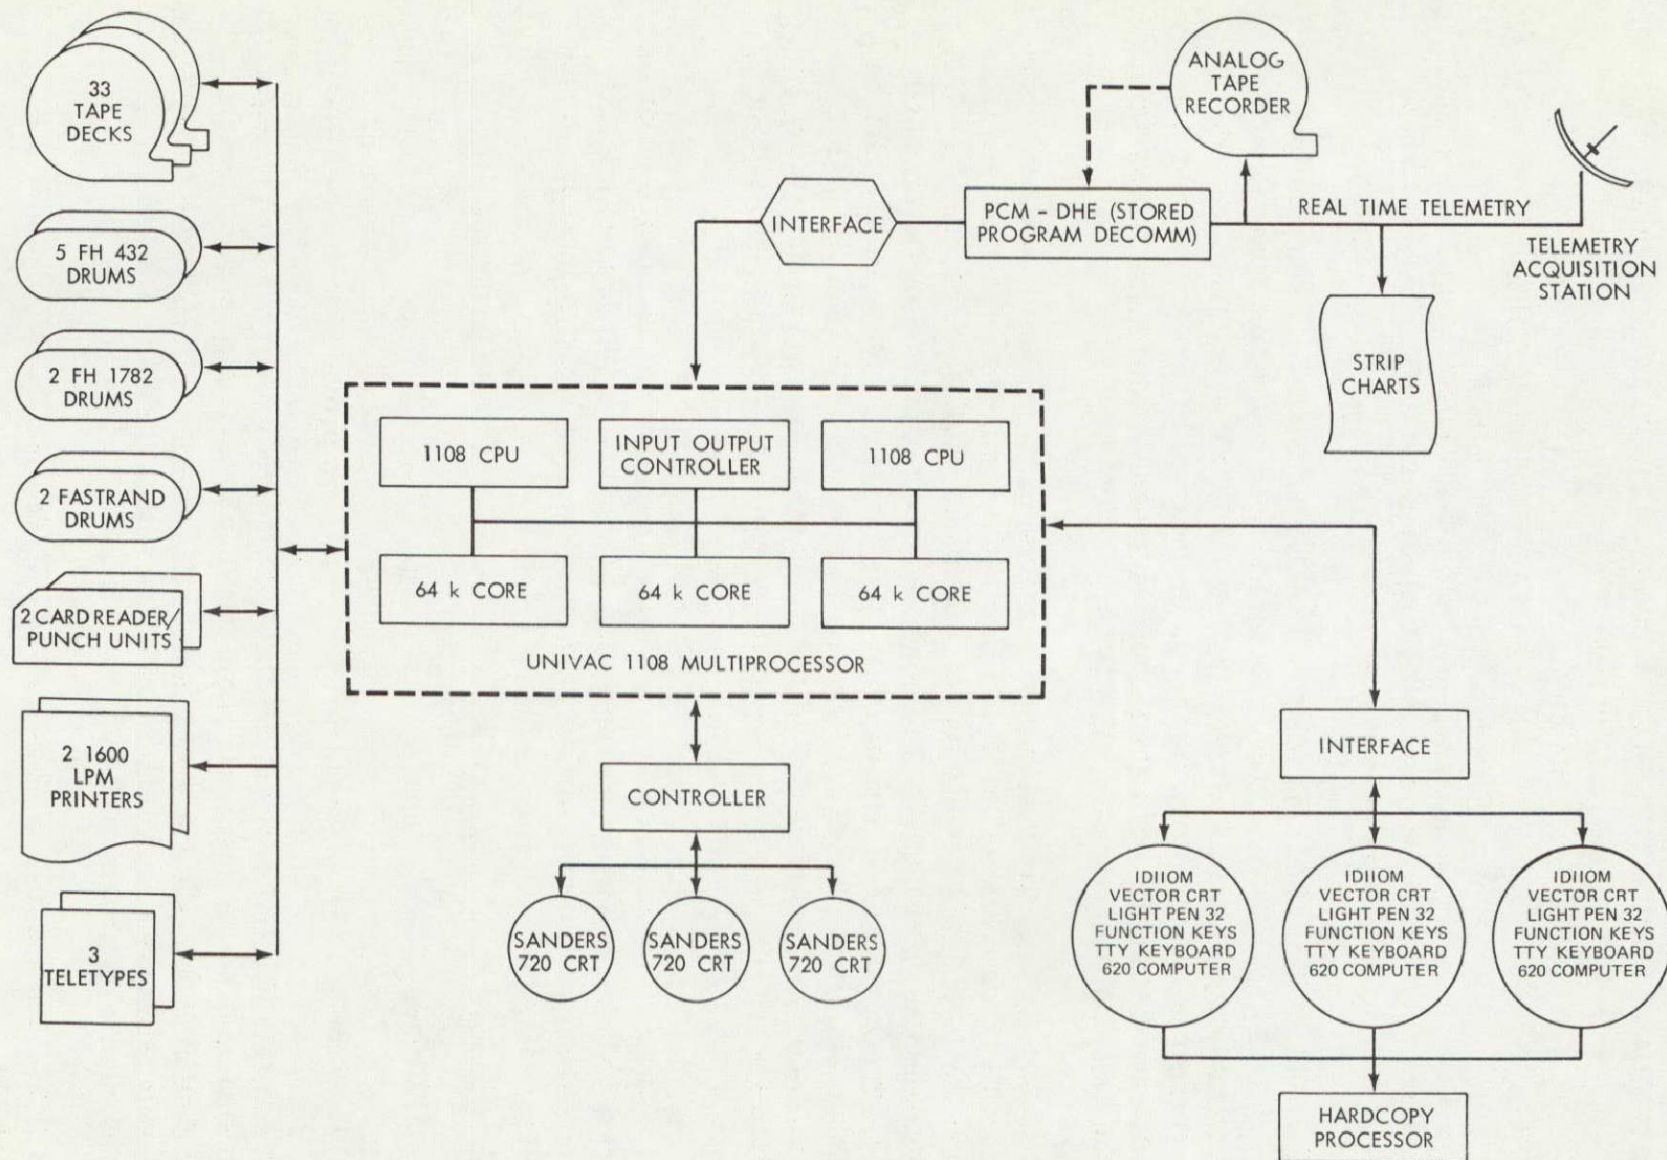 33
TAPE
DECKS
5 FH 432
DRUMS
2 FH 1782
DRUMS
2 FASTRAND
DRUMS
2 CARD READER/
PUNCH UNITS
2 1600
LPM
PRINTERS
3
TELETYPES
ANALOG
TAPE
RECORDER
INTERFACE
PCM - DHE (STORED
PROGRAM DECOMM)
REAL TIME TELEMETRY
TELEMETRY
ACQUISITION
STATION
STRIP
CHARTS
1108 CPU
INPUT OUTPUT
CONTROLLER
1108 CPU
64 k CORE
64 k CORE
64 k CORE
UNIVAC 1108 MULTIPROCESSOR
CONTROLLER
SANDERS
720 CRT
SANDERS
720 CRT
SANDERS
720 CRT
INTERFACE
IDIIOM
VECTOR CRT
LIGHT PEN 32
FUNCTION KEYS
TTY KEYBOARD
620 COMPUTER
IDIIOM
VECTOR CRT
LIGHT PEN 32
FUNCTION KEYS
TTY KEYBOARD
620 COMPUTER
IDIIOM
VECTOR CRT
LIGHT PEN 32
FUNCTION KEYS
TTY KEYBOARD
620 COMPUTER
HARDCOPY
PROCESSOR